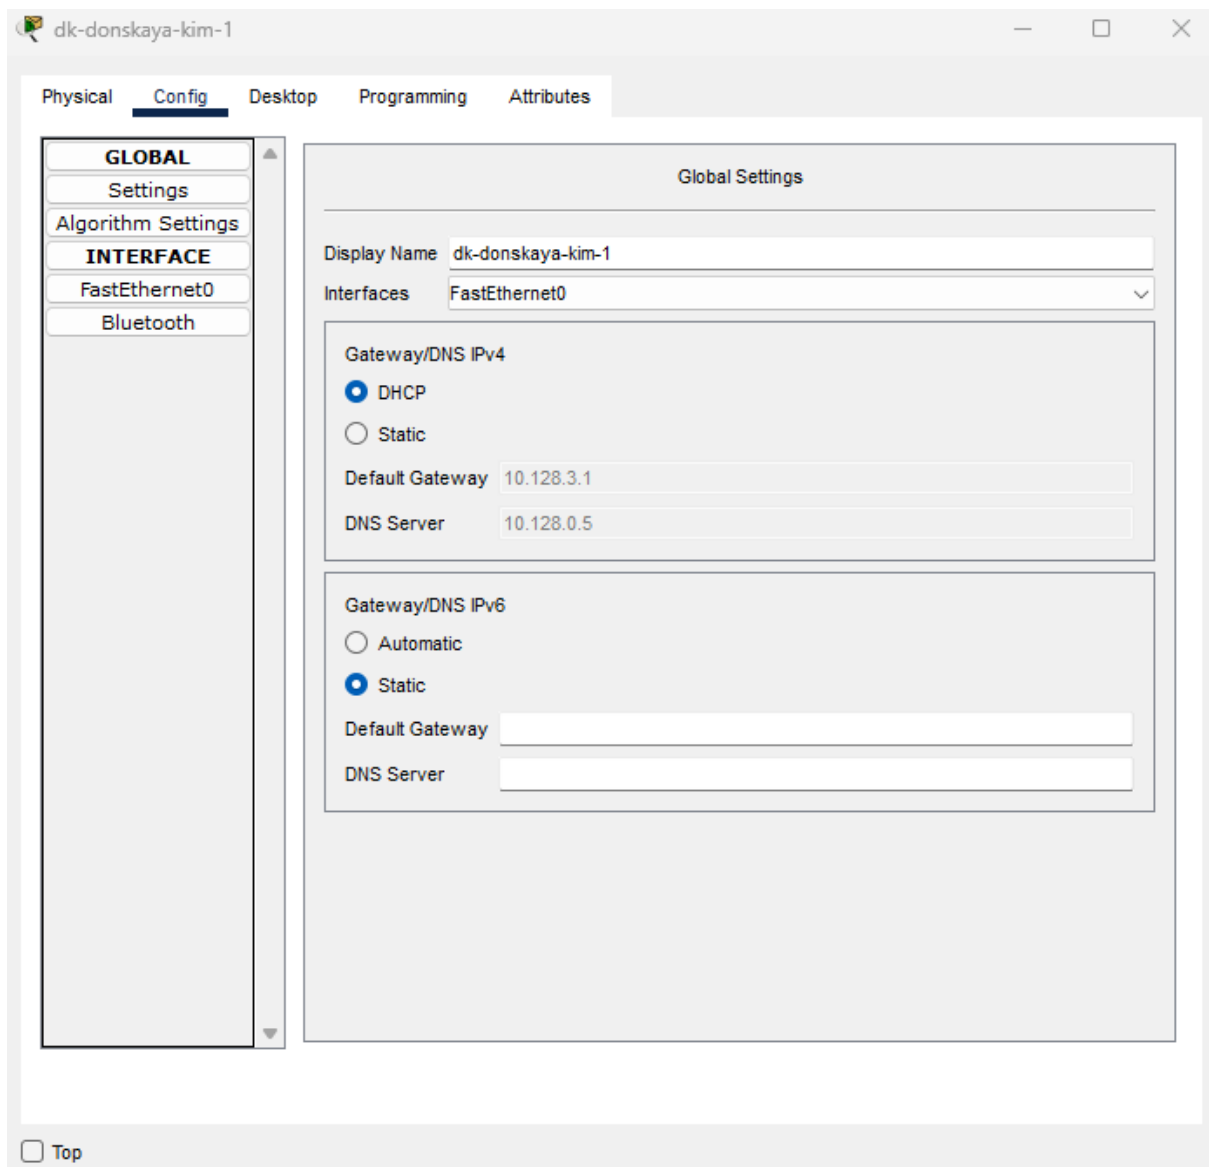 dk-donskaya-kim-1
Physical Config Desktop Programming Attributes
GLOBAL
Settings
Algorithm Settings
INTERFACE
FastEthernet0
Bluetooth
Global Settings
Display Name dk-donskaya-kim-1
Interfaces FastEthernet0
Gateway/DNS IPv4
DHCP
Static
Default Gateway 10.128.3.1
DNS Server 10.128.0.5
Gateway/DNS IPv6
Automatic
Static
Default Gateway
DNS Server
Top